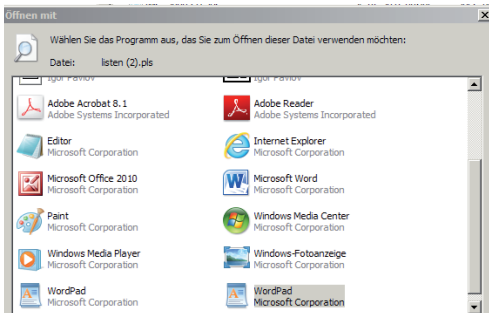 Öffnen mit
Wählen Sie das Programm aus, das Sie zum Öffnen dieser Datei verwenden möchten:
Datei: listen (2).pls
Igor Pavlov Igor Pavlov
Adobe Acrobat 8.1 Adobe Reader
Adobe Systems Incorporated Adobe Systems Incorporated
Editor Internet Explorer
Microsoft Corporation Microsoft Corporation
Microsoft Office 2010 Microsoft Word
Microsoft Corporation Microsoft Corporation
Paint Windows Media Center
Microsoft Corporation Microsoft Corporation
Windows Media Player Windows-Fotoanzeige
Microsoft Corporation Microsoft Corporation
WordPad WordPad
Microsoft Corporation Microsoft Corporation